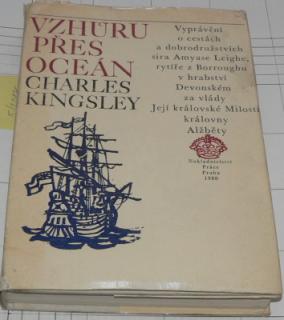 VZHŮRU
PŘES
OCEÁN
CHARLES
KINGSLEY
Vyprávění
o cestách
a dobrodružstvích
sira Amyase Leighe,
rytíře z Borroughu
v hrabství
Devonském
za vlády
Její královské Milosti
královny
Alžběty
Nakladatelství
Práce
Praha
1980